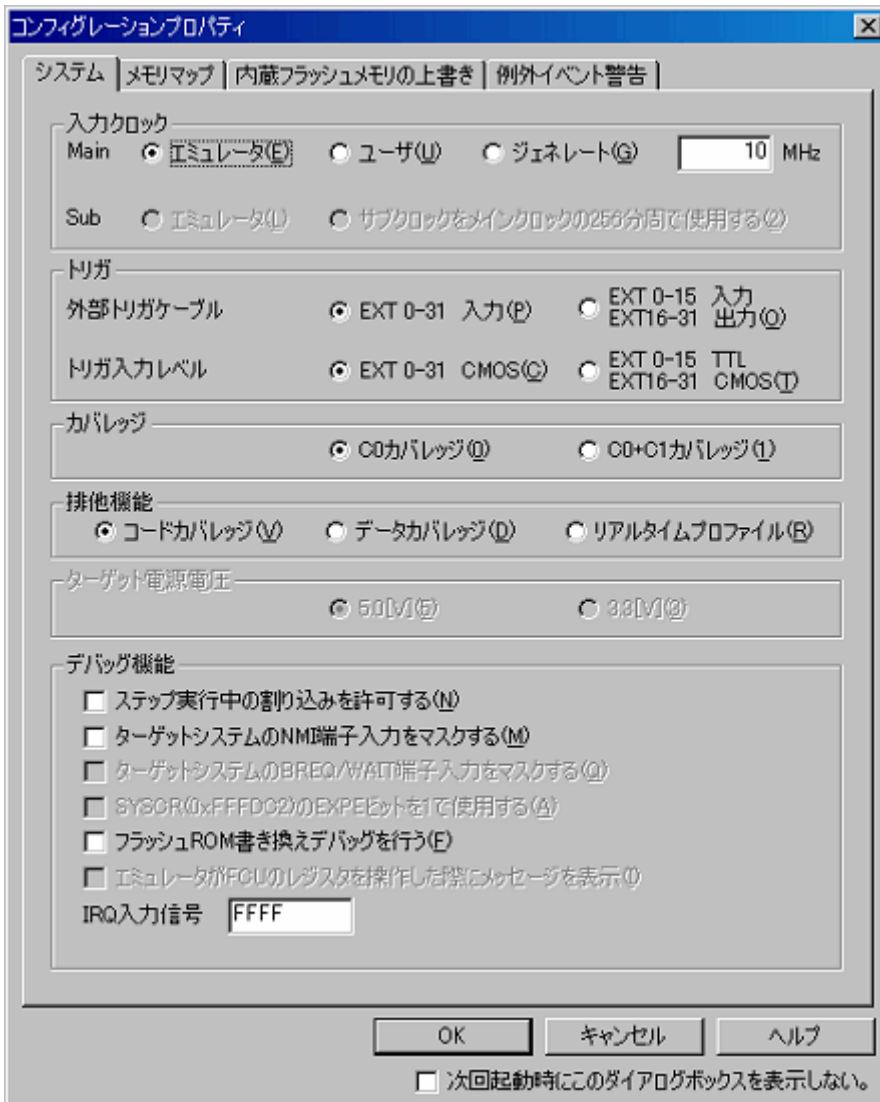 コンフィグレーションプロパティ
システム メモリマップ 内蔵フラッシュメモリの上書き 例外イベント警告
入力クロック
Main エミュレータ(E) ユーザ(U) ジェネレート(G) 10 MHz
Sub エミュレータ(L) サブクロックをメインクロックの256分周で使用する(2)
トリガ
外部トリガケーブル EXT 0-31 入力(P) EXT 0-15 入力
EXT16-31 出力(O)
トリガ入力レベル EXT 0-31 CMOS(C) EXT 0-15 TTL
EXT16-31 CMOS(T)
カバレッジ
C0カバレッジ(0) C0+C1カバレッジ(1)
排他機能
コードカバレッジ(V) データカバレッジ(D) リアルタイムプロファイル(R)
ターゲット電源電圧
5.0[V](5) 3.3[V](3)
デバッグ機能
ステップ実行中の割り込みを許可する(N)
ターゲットシステムのNMI端子入力をマスクする(M)
ターゲットシステムのBREQ/WAIT端子入力をマスクする(Q)
SYSCR(0xFFFDC2)のEXPEビットを1で使用する(A)
フラッシュROM書き換えデバッグを行う(F)
エミュレータがFCUのレジスタを操作した際にメッセージを表示(I)
IRQ入力信号 FFFF
OK キャンセル ヘルプ
次回起動時にこのダイアログボックスを表示しない。